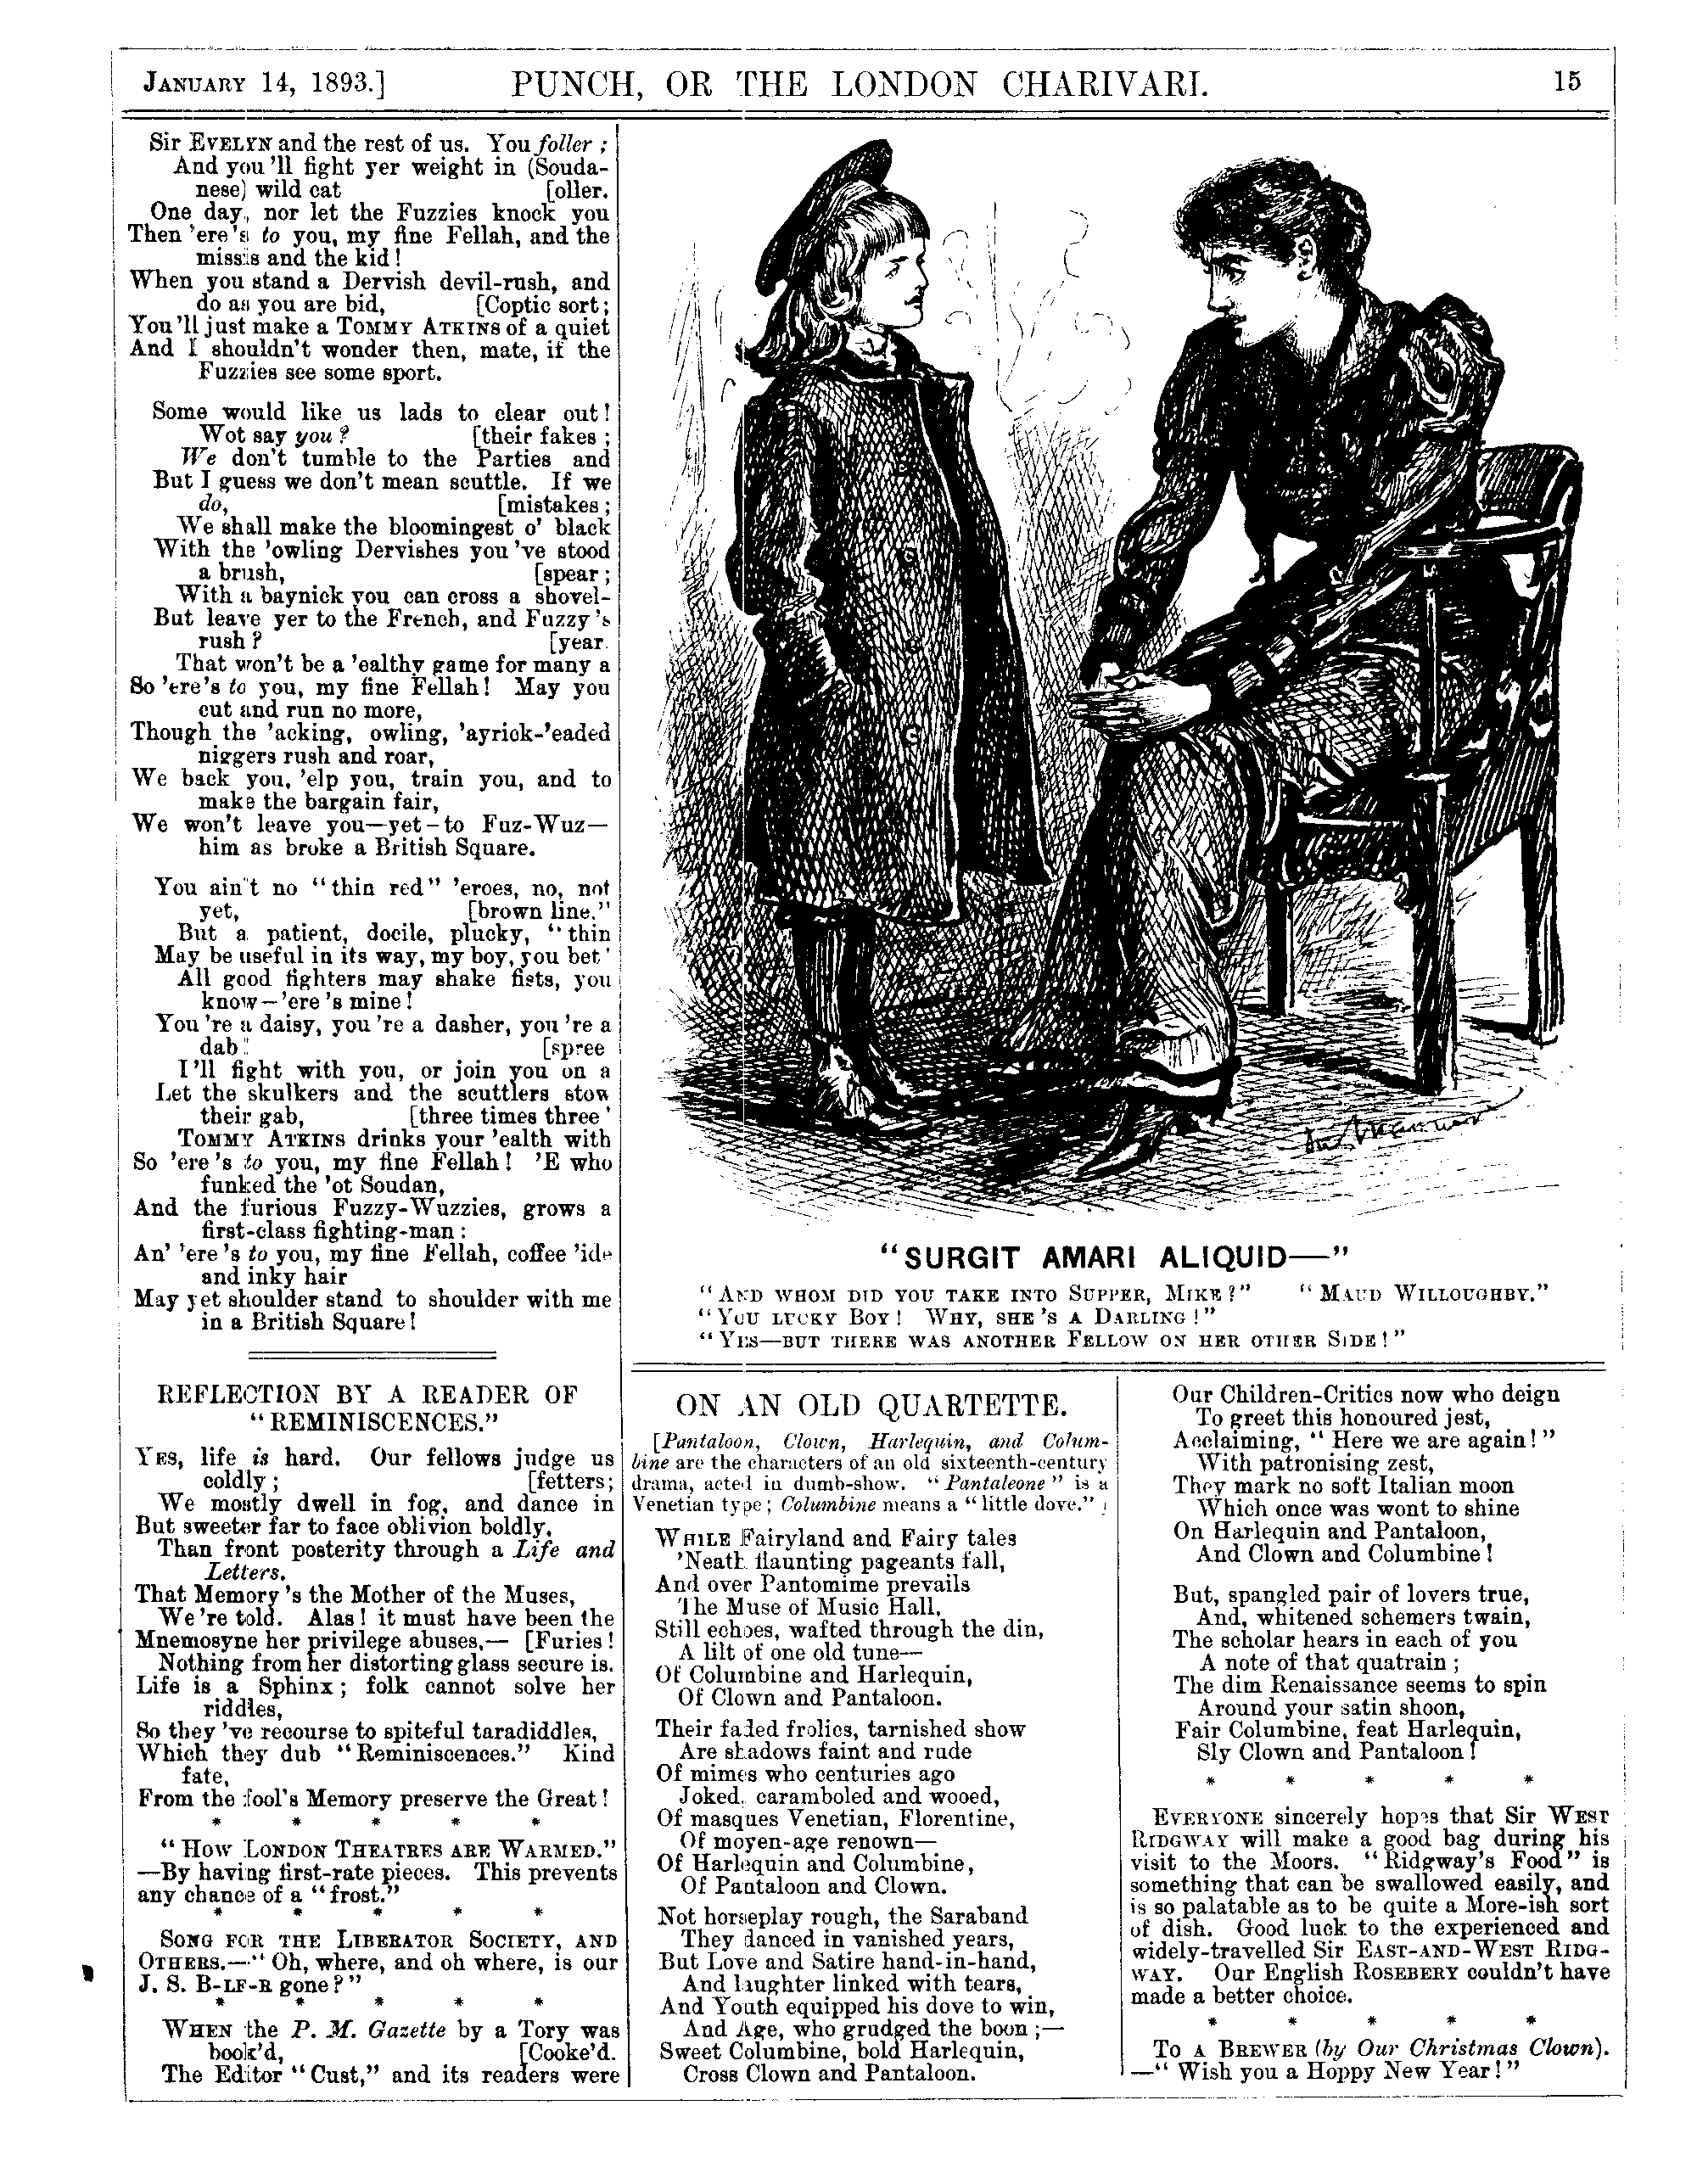 JANUARY 14, 1893.] PUNCH, OR THE LONDON CHARIVARI. 15
Sir EVELYN and the rest of us. You foller;
And you'll fight yer weight in (Souda-
nese) wild cat [oller.
One day, nor let the Fuzzies knock you
Then 'ere's to you, my fine Fellah, and the
missis and the kid!
When you stand a Dervish devil-rush, and
do as you are bid, [Coptic sort;
You'll just make a TOMMY ATKINS of a quiet
And I shouldn't wonder then, mate, if the
Fuzzies see some sport.
Some would like us lads to clear out!
Wot say you? [their fakes;
We don't tumble to the Parties and
But I guess we don't mean scuttle. If we
do, [mistakes;
We shall make the bloomingest o' black
With the 'owling Dervishes you've stood
a brush, [spear;
With a baynick you can cross a shovel-
But leave yer to the French, and Fuzzy's
rush? [year.
That won't be a 'ealthy game for many a
So 'ere's to you, my fine Fellah! May you
cut and run no more,
Though the 'acking, owling, 'ayrick-'eaded
niggers rush and roar,
We back you, 'elp you, train you, and to
make the bargain fair,
We won't leave you—yet—to Fuz-Wuz—
him as broke a British Square.
You ain't no "thin red" 'eroes, no, not
yet, [brown line."
But a patient, docile, plucky, "thin
May be useful in its way, my boy, you bet'
All good fighters may shake fists, you
know—'ere's mine!
You're a daisy, you're a dasher, you're a
dab! [spree
I'll fight with you, or join you on a
Let the skulkers and the scuttlers stow
their gab, [three times three'
TOMMY ATKINS drinks your 'ealth with
So 'ere's to you, my fine Fellah! 'E who
funked the 'ot Soudan,
And the furious Fuzzy-Wuzzies, grows a
first-class fighting-man:
An' 'ere's to you, my fine Fellah, coffee 'ide
and inky hair
May yet shoulder stand to shoulder with me
in a British Square!
REFLECTION BY A READER OF
"REMINISCENCES."
YES, life is hard. Our fellows judge us
coldly; [fetters;
We mostly dwell in fog, and dance in
But sweeter far to face oblivion boldly,
Than front posterity through a Life and
Letters.
That Memory's the Mother of the Muses,
We're told. Alas! it must have been the
Mnemosyne her privilege abuses,— [Furies!
Nothing from her distorting glass secure is.
Life is a Sphinx; folk cannot solve her
riddles,
So they've recourse to spiteful taradiddles,
Which they dub "Reminiscences." Kind
fate,
From the fool's Memory preserve the Great!
* * * * *
"HOW LONDON THEATRES ARE WARMED."
—By having first-rate pieces. This prevents
any chance of a "frost."
* * * * *
SONG FOR THE LIBERATOR SOCIETY, AND
OTHERS.—"Oh, where, and oh where, is our
J. S. B-LF-R gone?"
* * * * *
WHEN the P. M. Gazette by a Tory was
book'd, [Cooke'd.
The Editor "Cust," and its readers were
"SURGIT AMARI ALIQUID—"
"AND WHOM DID YOU TAKE INTO SUPPER, MIKE?" "MAUD WILLOUGHBY."
"YOU LUCKY BOY! WHY, SHE'S A DARLING!"
"YES—BUT THERE WAS ANOTHER FELLOW ON HER OTHER SIDE!"
ON AN OLD QUARTETTE.
[Pantaloon, Clown, Harlequin, and Colum-
bine are the characters of an old sixteenth-century
drama, acted in dumb-show. "Pantaleone" is a
Venetian type; Columbine means a "little dove."]
WHILE Fairyland and Fairy tales
'Neath flaunting pageants fall,
And over Pantomime prevails
The Muse of Music Hall,
Still echoes, wafted through the din,
A lilt of one old tune—
Of Columbine and Harlequin,
Of Clown and Pantaloon.
Their faded frolics, tarnished show
Are shadows faint and rude
Of mimes who centuries ago
Joked, caramboled and wooed,
Of masques Venetian, Florentine,
Of moyen-age renown—
Of Harlequin and Columbine,
Of Pantaloon and Clown.
Not horseplay rough, the Saraband
They danced in vanished years,
But Love and Satire hand-in-hand,
And laughter linked with tears,
And Youth equipped his dove to win,
And Age, who grudged the boon;—
Sweet Columbine, bold Harlequin,
Cross Clown and Pantaloon.
Our Children-Critics now who deign
To greet this honoured jest,
Acclaiming, "Here we are again!"
With patronising zest,
They mark no soft Italian moon
Which once was wont to shine
On Harlequin and Pantaloon,
And Clown and Columbine!
But, spangled pair of lovers true,
And, whitened schemers twain,
The scholar hears in each of you
A note of that quatrain;
The dim Renaissance seems to spin
Around your satin shoon,
Fair Columbine, feat Harlequin,
Sly Clown and Pantaloon!
* * * * *
EVERYONE sincerely hopes that Sir WEST
RIDGWAY will make a good bag during his
visit to the Moors. "Ridgway's Food" is
something that can be swallowed easily, and
is so palatable as to be quite a More-ish sort
of dish. Good luck to the experienced and
widely-travelled Sir EAST-AND-WEST RIDG-
WAY. Our English ROSEBERY couldn't have
made a better choice.
* * * * *
TO A BREWER (by Our Christmas Clown).
—"Wish you a Hoppy New Year!"